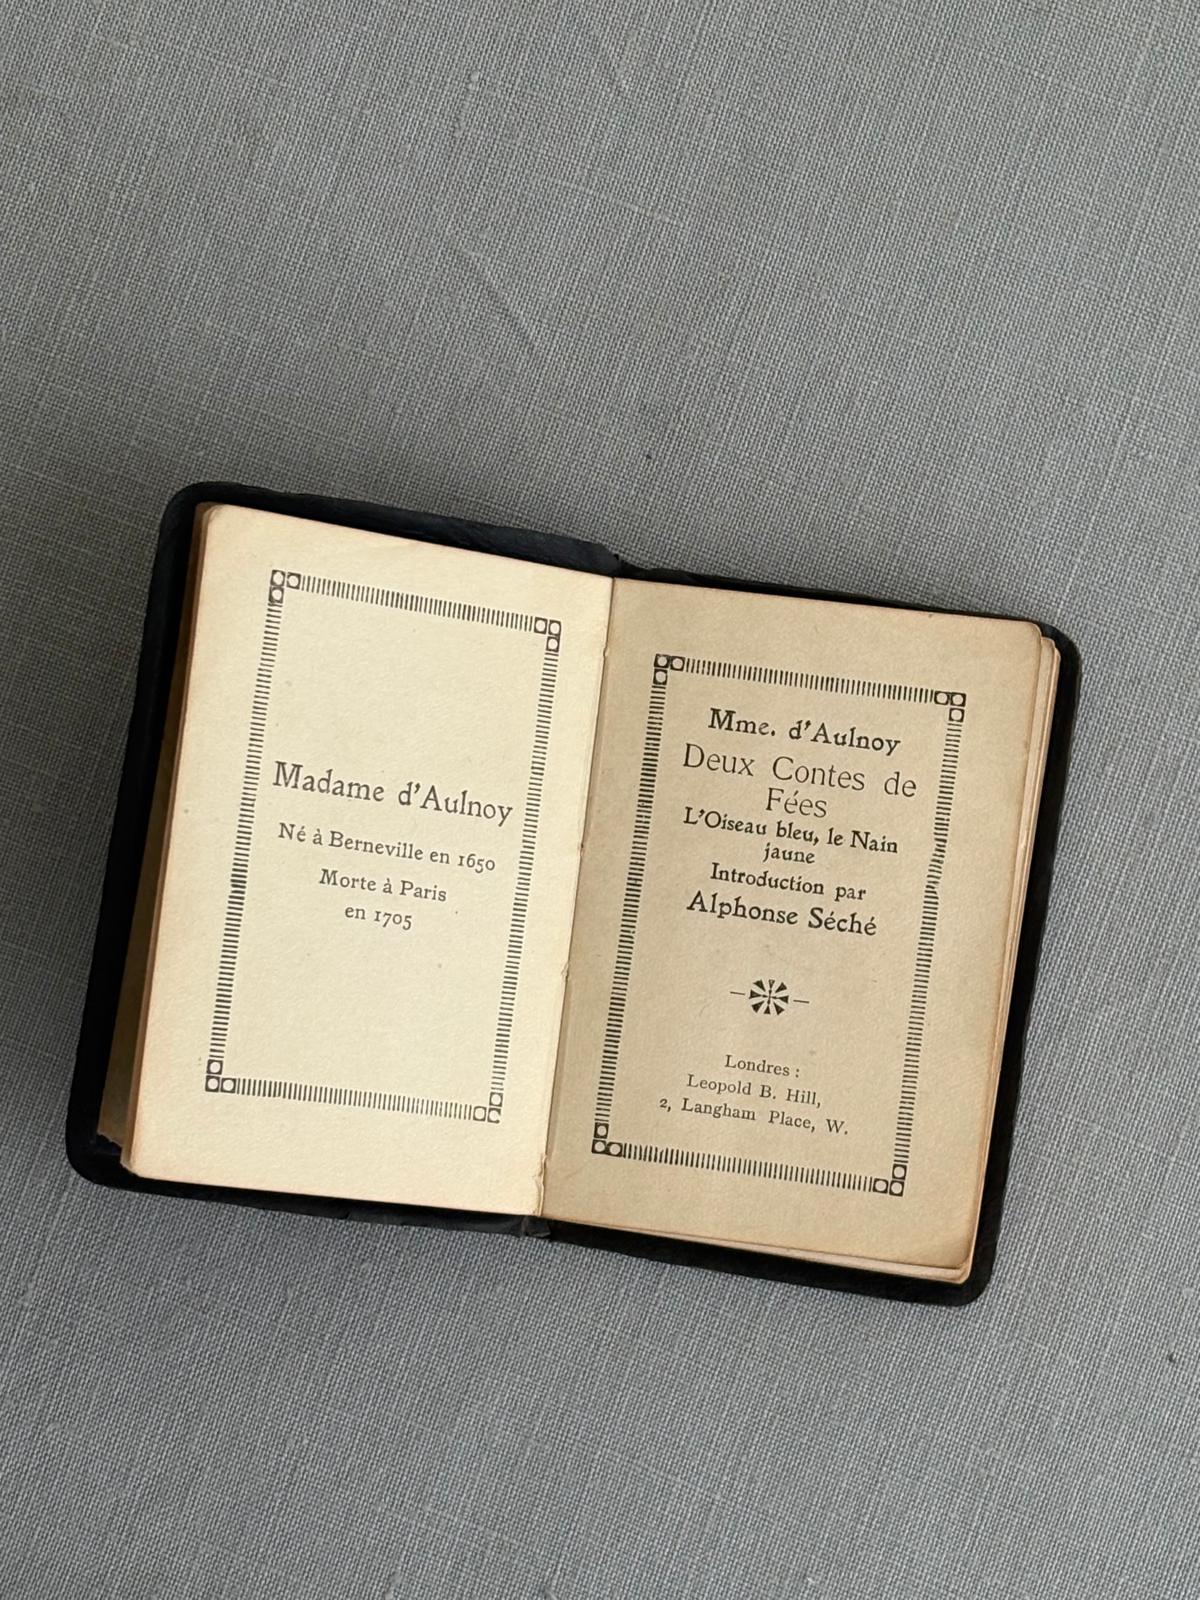 Madame d'Aulnoy
Né à Berneville en 1650
Morte à Paris
en 1705
Mme. d'Aulnoy
Deux Contes de
Fées
L'Oiseau bleu, le Nain
jaune
Introduction par
Alphonse Séché
Londres :
Leopold B. Hill,
2, Langham Place, W.